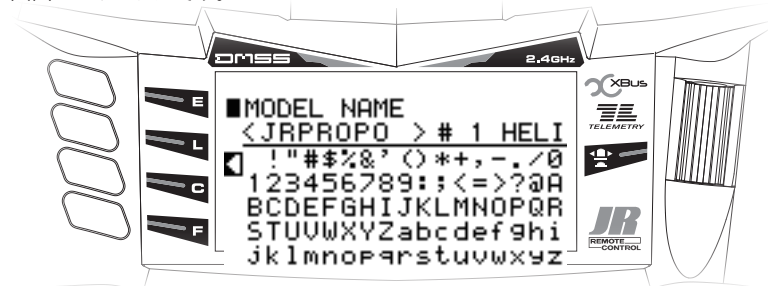 DMSS
2.4GHz
XBus
TELEMETRY
E
L
C
F
JR
REMOTE
CONTROL
■MODEL NAME
<JRPROPO > # 1 HELI
!"#$%&'()*+,-./0
123456789:;<=>?@A
BCDEFGHIJKLMNOPQR
STUVWXYZabcdefghi
jklmnopqrstuvwxyz